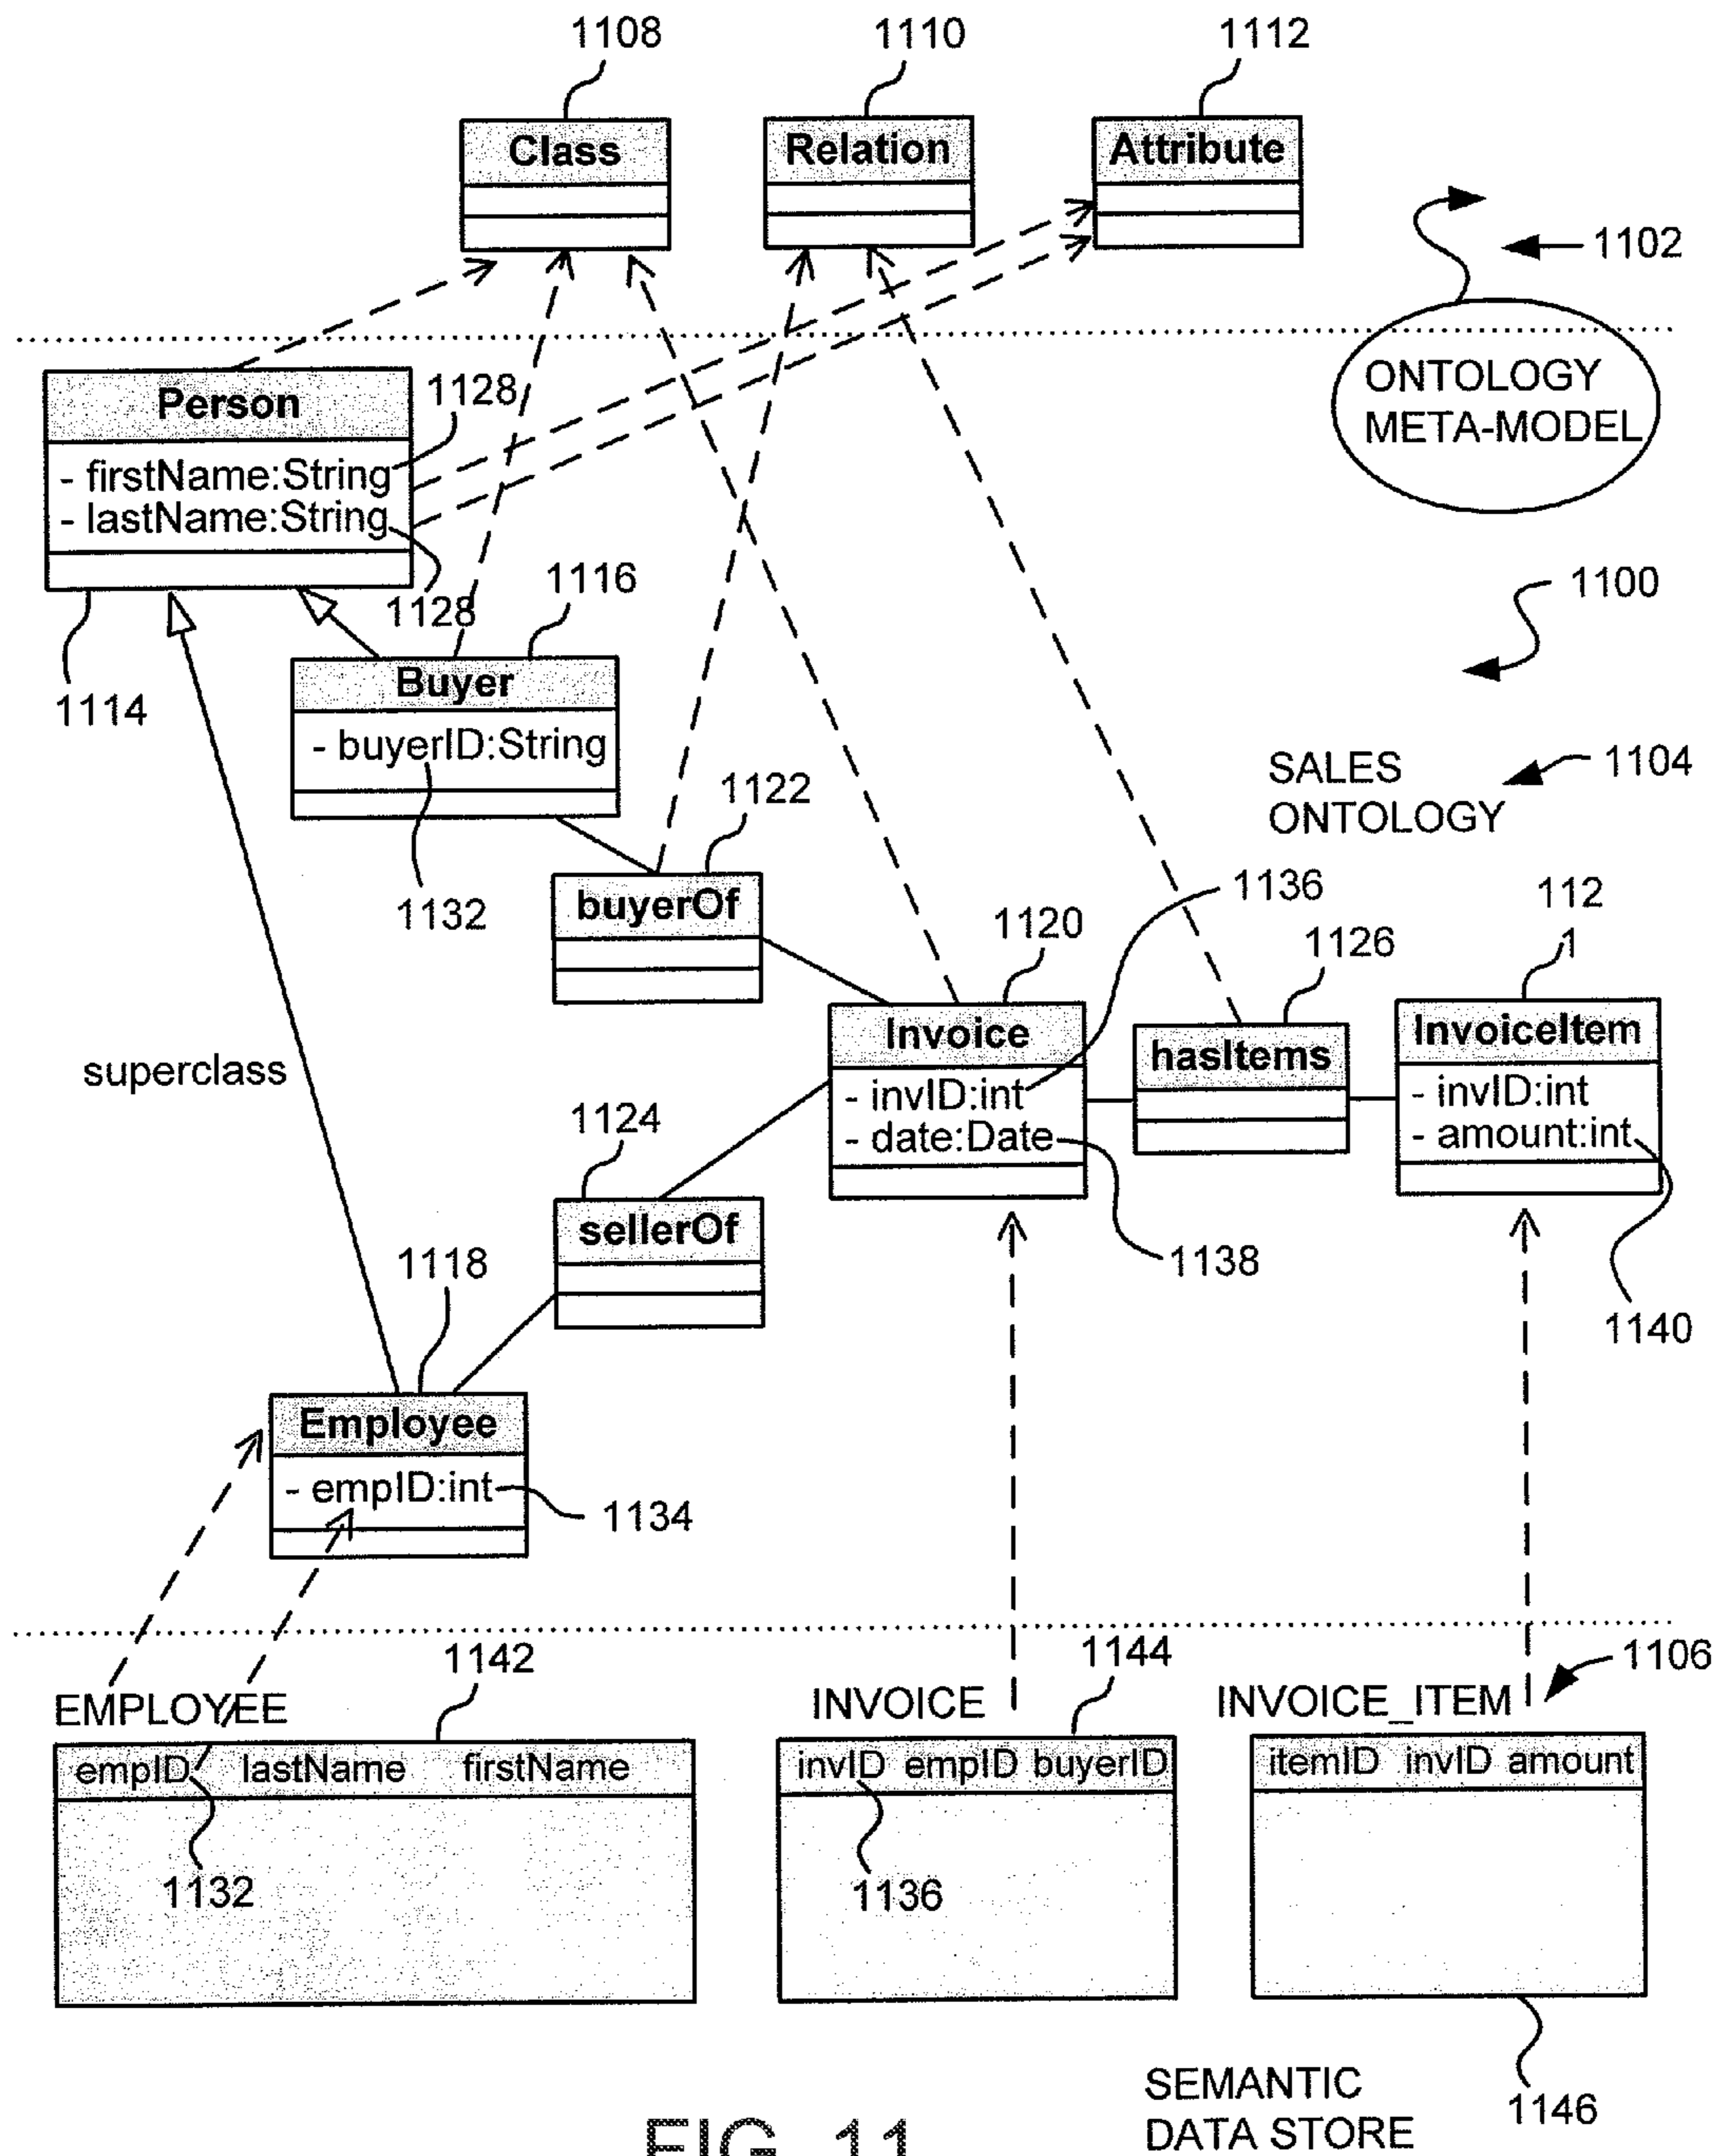 1108
1110
1112
Class
Relation
Attribute
1102
ONTOLOGY
META-MODEL
Person
1128
- firstName:String
- lastName:String
1128
1116
1100
1114
Buyer
- buyerID:String
SALES
ONTOLOGY
1104
1122
1132
buyerOf
1136
112
1
1120
1126
Invoice
- invID:int
- date:Date
hasItems
InvoiceItem
- invID:int
- amount:int
superclass
1124
sellerOf
1118
1138
1140
Employee
- empID:int
1134
1142
1144
1106
EMPLOYEE
INVOICE
INVOICE_ITEM
empID lastName firstName
invID empID buyerID
itemID invID amount
1132
1136
SEMANTIC
DATA STORE
1146
FIG. 11